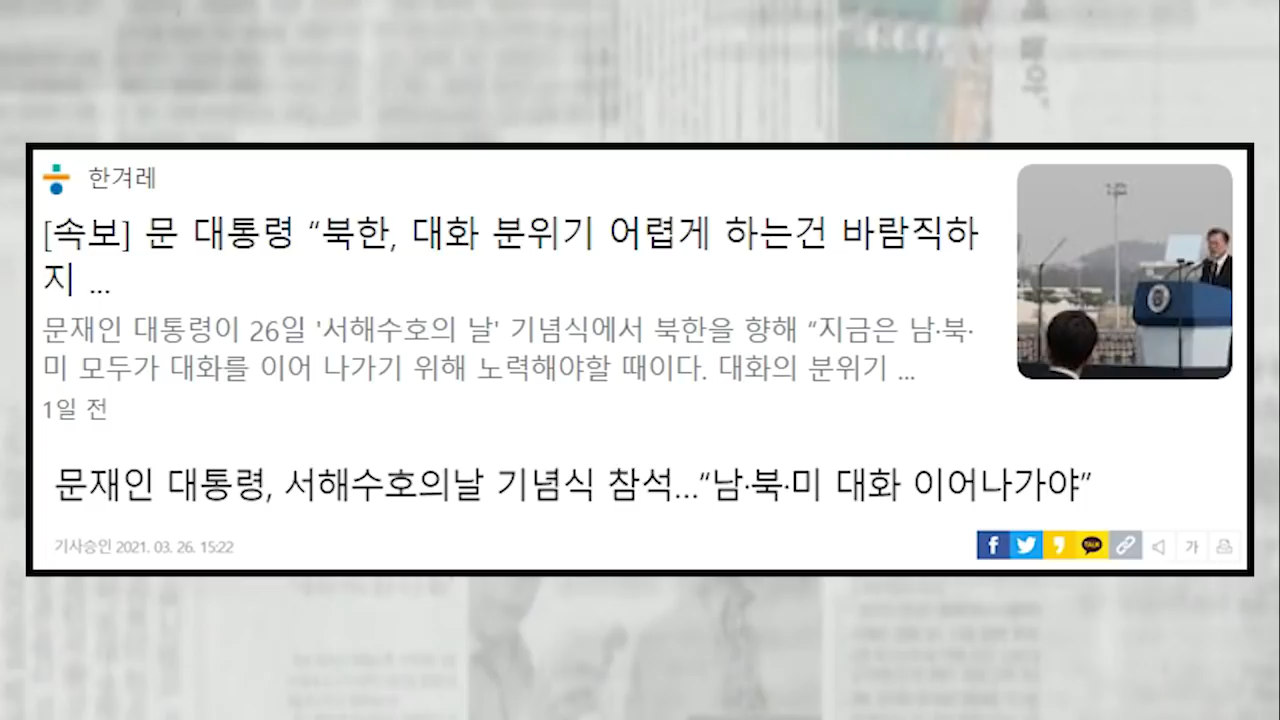 한겨레
[속보] 문 대통령 “북한, 대화 분위기 어렵게 하는건 바람직하
지 ...
문재인 대통령이 26일 '서해수호의 날' 기념식에서 북한을 향해 “지금은 남·북·
미 모두가 대화를 이어 나가기 위해 노력해야할 때이다. 대화의 분위기 ...
1일 전
문재인 대통령, 서해수호의날 기념식 참석...“남·북·미 대화 이어나가야”
기사승인 2021. 03. 26. 15:22
f TALK 가